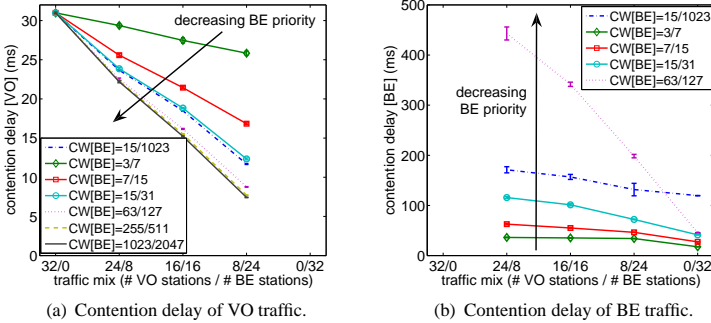 contention delay [VO] (ms)
35
30
25
20
15
10
5
0
decreasing BE priority
CW[BE]=15/1023
CW[BE]=3/7
CW[BE]=7/15
CW[BE]=15/31
CW[BE]=63/127
CW[BE]=255/511
CW[BE]=1023/2047
32/0 24/8 16/16 8/24 0/32
traffic mix (# VO stations / # BE stations)
(a) Contention delay of VO traffic.
contention delay [BE] (ms)
500
400
300
200
100
0
decreasing
BE priority
CW[BE]=15/1023
CW[BE]=3/7
CW[BE]=7/15
CW[BE]=15/31
CW[BE]=63/127
32/0 24/8 16/16 8/24 0/32
traffic mix (# VO stations / # BE stations)
(b) Contention delay of BE traffic.